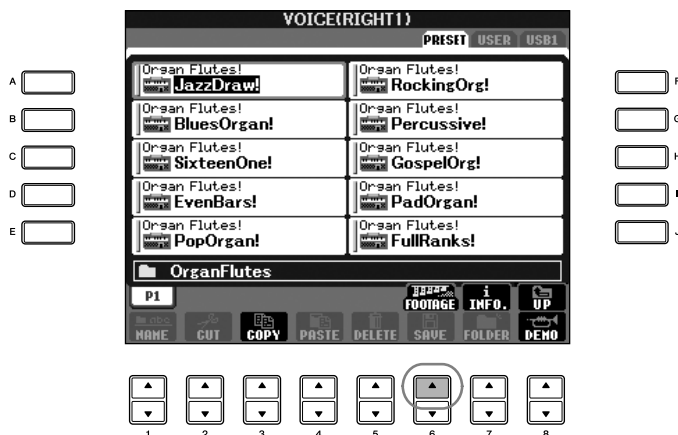 VOICE(RIGHT1)
PRESET USER USB1
A
Organ Flutes!
JazzDraw!
Organ Flutes!
RockingOrg!
F
B
Organ Flutes!
BluesOrgan!
Organ Flutes!
Percussive!
G
C
Organ Flutes!
SixteenOne!
Organ Flutes!
GospelOrg!
H
D
Organ Flutes!
EvenBars!
Organ Flutes!
PadOrgan!
I
E
Organ Flutes!
PopOrgan!
Organ Flutes!
FullRanks!
J
OrganFlutes
P1
FOOTAGE
i
INFO.
UP
NAME CUT COPY PASTE DELETE SAVE FOLDER DEMO
1 2 3 4 5 6 7 8